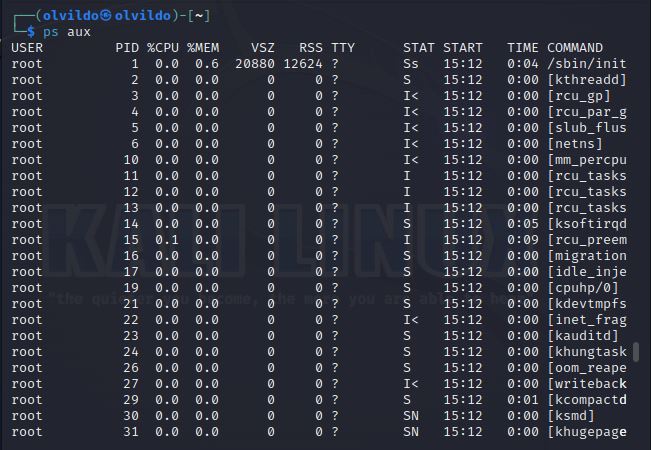 (olvildo㉿olvildo)-[~]
$ ps aux
USER PID %CPU %MEM VSZ RSS TTY STAT START TIME COMMAND
root 1 0.0 0.6 20880 12624 ? Ss 15:12 0:04 /sbin/init
root 2 0.0 0.0 0 0 ? S 15:12 0:00 [kthreadd]
root 3 0.0 0.0 0 0 ? I< 15:12 0:00 [rcu_gp]
root 4 0.0 0.0 0 0 ? I< 15:12 0:00 [rcu_par_g
root 5 0.0 0.0 0 0 ? I< 15:12 0:00 [slub_flus
root 6 0.0 0.0 0 0 ? I< 15:12 0:00 [netns]
root 10 0.0 0.0 0 0 ? I< 15:12 0:00 [mm_percpu
root 11 0.0 0.0 0 0 ? I 15:12 0:00 [rcu_tasks
root 12 0.0 0.0 0 0 ? I 15:12 0:00 [rcu_tasks
root 13 0.0 0.0 0 0 ? I 15:12 0:00 [rcu_tasks
root 14 0.0 0.0 0 0 ? S 15:12 0:05 [ksoftirqd
root 15 0.1 0.0 0 0 ? I 15:12 0:09 [rcu_preem
root 16 0.0 0.0 0 0 ? S 15:12 0:00 [migration
root 17 0.0 0.0 0 0 ? S 15:12 0:00 [idle_inje
root 19 0.0 0.0 0 0 ? S 15:12 0:00 [cpuhp/0]
root 21 0.0 0.0 0 0 ? S 15:12 0:00 [kdevtmpfs
root 22 0.0 0.0 0 0 ? I< 15:12 0:00 [inet_frag
root 23 0.0 0.0 0 0 ? S 15:12 0:00 [kauditd]
root 24 0.0 0.0 0 0 ? S 15:12 0:00 [khungtask
root 26 0.0 0.0 0 0 ? S 15:12 0:00 [oom_reape
root 27 0.0 0.0 0 0 ? I< 15:12 0:00 [writeback
root 29 0.0 0.0 0 0 ? S 15:12 0:01 [kcompactd
root 30 0.0 0.0 0 0 ? SN 15:12 0:00 [ksmd]
root 31 0.0 0.0 0 0 ? SN 15:12 0:00 [khugepage
KALI LINUX
"the quieter you become, the more you are able to